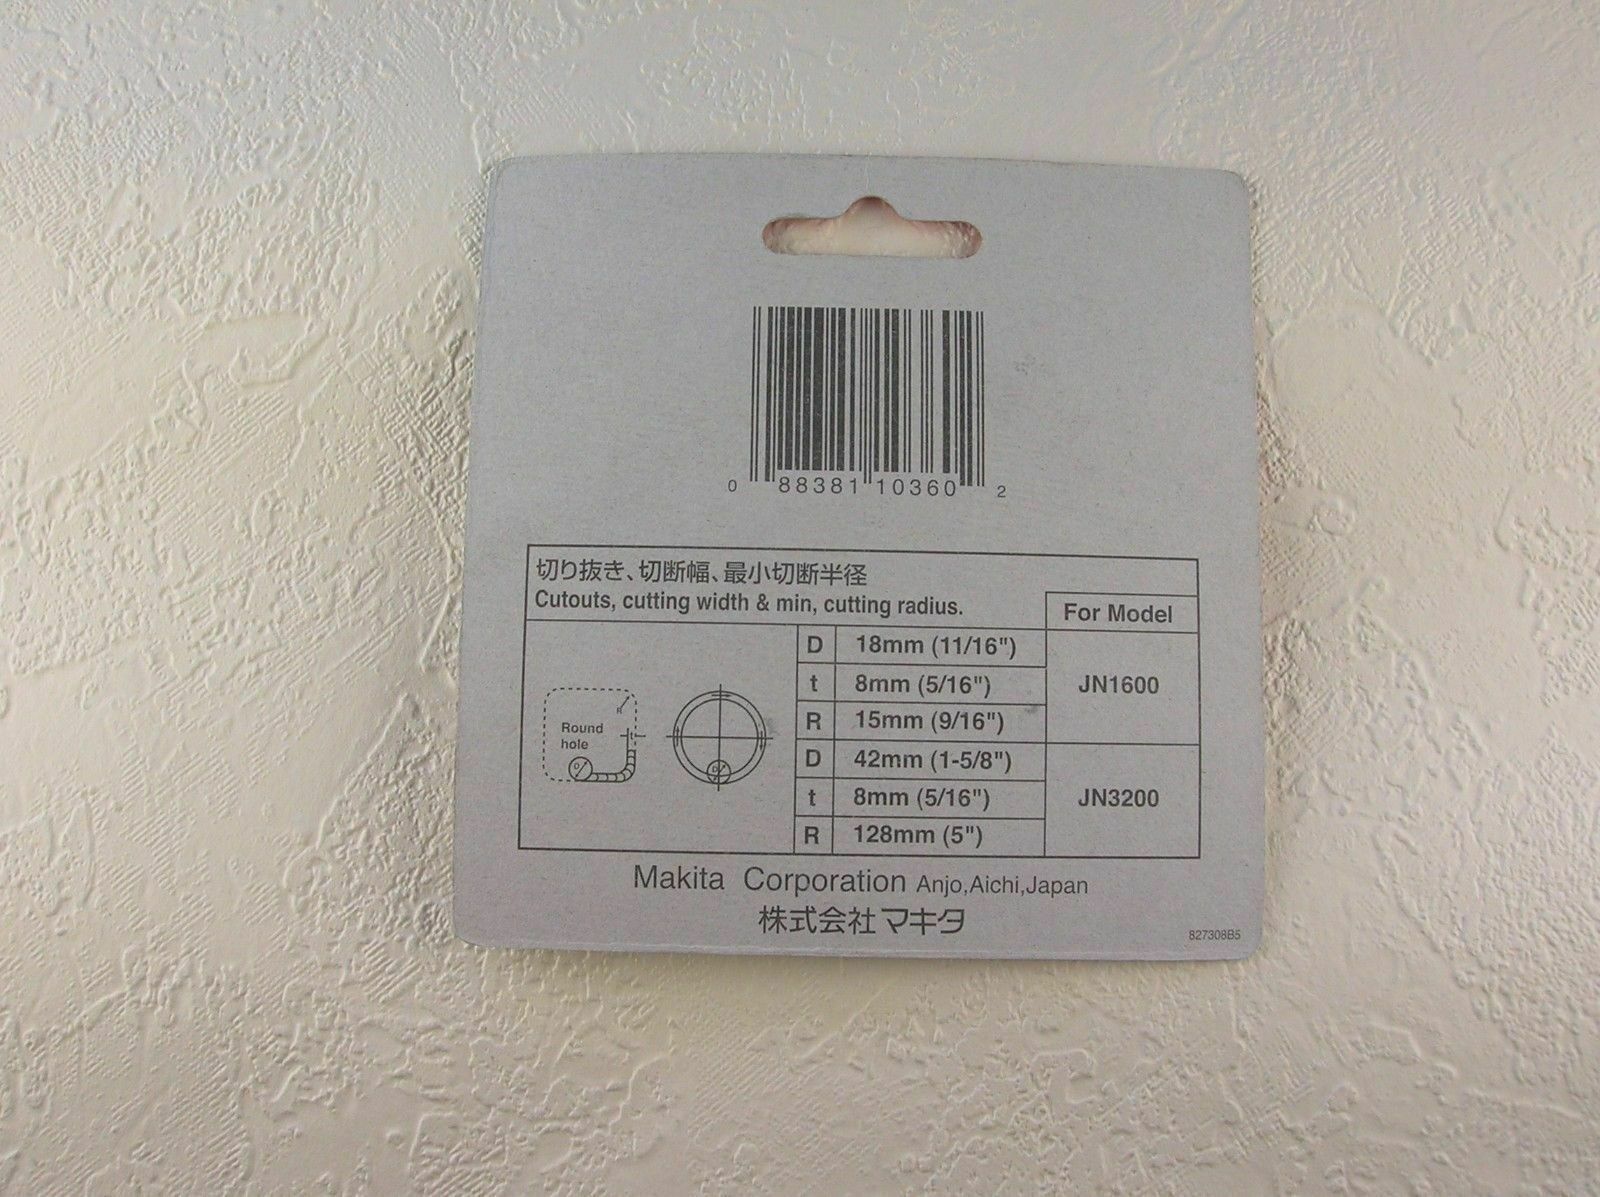 0 88381 10360 2
切り抜き、切断幅、最小切断半径
Cutouts, cutting width & min, cutting radius.
For Model
D 18mm (11/16")
t 8mm (5/16")
R 15mm (9/16")
JN1600
D 42mm (1-5/8")
t 8mm (5/16")
R 128mm (5")
JN3200
R
Round
hole
t
D
D
Makita Corporation Anjo,Aichi,Japan
株式会社マキタ
827308B5